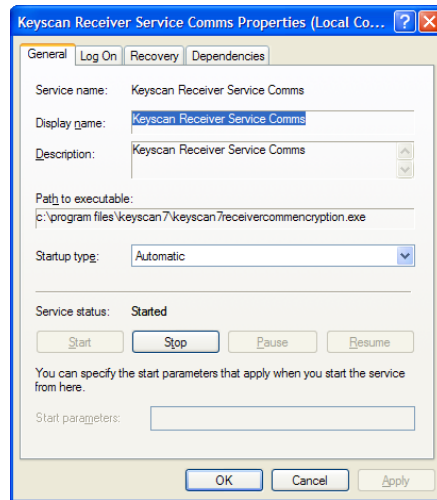 Keyscan Receiver Service Comms Properties (Local Co...
General Log On Recovery Dependencies
Service name: Keyscan Receiver Service Comms
Display name: Keyscan Receiver Service Comms
Description: Keyscan Receiver Service Comms
Path to executable:
c:\program files\keyscan7\keyscan7receivercommencryption.exe
Startup type: Automatic
Service status: Started
Start Stop Pause Resume
You can specify the start parameters that apply when you start the service
from here.
Start parameters:
OK Cancel Apply